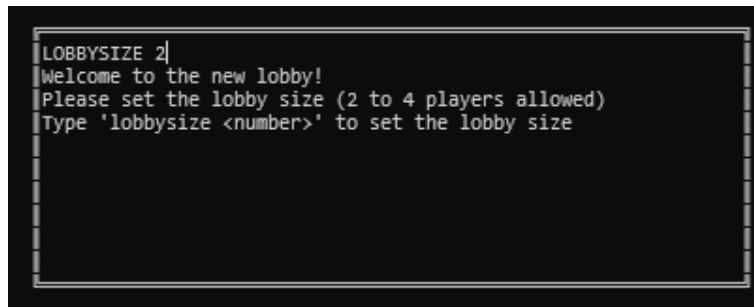 LOBBYSIZE 2
Welcome to the new lobby!
Please set the lobby size (2 to 4 players allowed)
Type 'lobbysize <number>' to set the lobby size